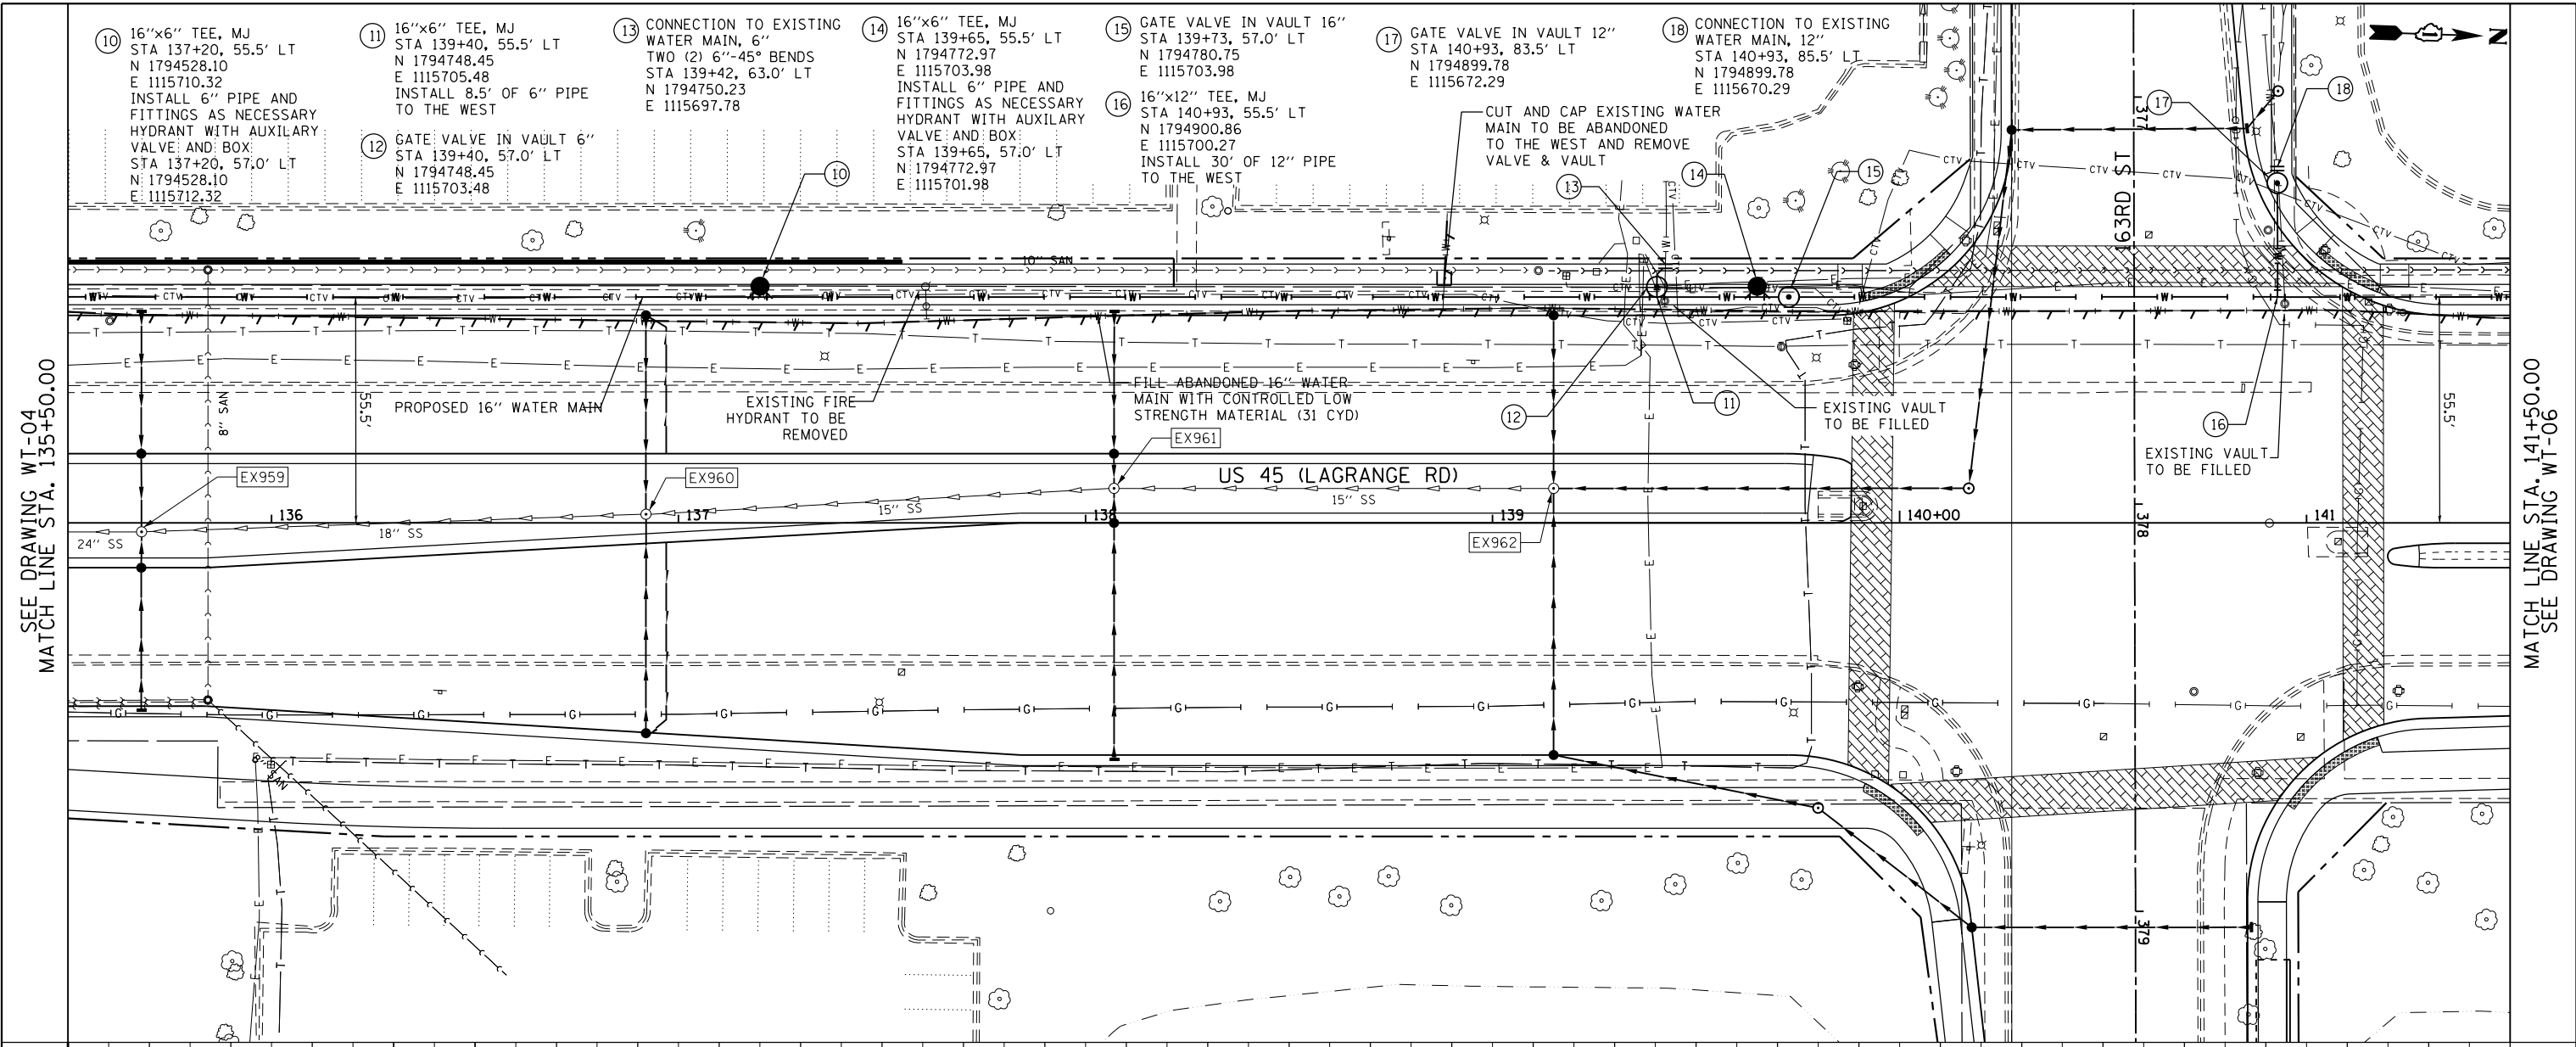 10
16"x6" TEE, MJ
STA 137+20, 55.5' LT
N 1794528.10
E 1115710.32
INSTALL 6" PIPE AND
FITTINGS AS NECESSARY
HYDRANT WITH AUXILARY
VALVE AND BOX
STA 137+20, 57.0' LT
N 1794528.10
E 1115712.32
11
16"x6" TEE, MJ
STA 139+40, 55.5' LT
N 1794748.45
E 1115705.48
INSTALL 8.5' OF 6" PIPE
TO THE WEST
12
GATE VALVE IN VAULT 6"
STA 139+40, 57.0' LT
N 1794748.45
E 1115703.48
13
CONNECTION TO EXISTING
WATER MAIN, 6"
TWO (2) 6"-45° BENDS
STA 139+42, 63.0' LT
N 1794750.23
E 1115697.78
14
16"x6" TEE, MJ
STA 139+65, 55.5' LT
N 1794772.97
E 1115703.98
INSTALL 6" PIPE AND
FITTINGS AS NECESSARY
HYDRANT WITH AUXILARY
VALVE AND BOX
STA 139+65, 57.0' LT
N 1794772.97
E 1115701.98
15
GATE VALVE IN VAULT 16"
STA 139+73, 57.0' LT
N 1794780.75
E 1115703.98
16
16"x12" TEE, MJ
STA 140+93, 55.5' LT
N 1794900.86
E 1115700.27
INSTALL 30' OF 12" PIPE
TO THE WEST
17
GATE VALVE IN VAULT 12"
STA 140+93, 83.5' LT
N 1794899.78
E 1115672.29
18
CONNECTION TO EXISTING
WATER MAIN, 12"
STA 140+93, 85.5' LT
N 1794899.78
E 1115670.29
CUT AND CAP EXISTING WATER
MAIN TO BE ABANDONED
TO THE WEST AND REMOVE
VALVE & VAULT
N
10
13
14
15
17
18
377
163RD ST
10" SAN
SEE DRAWING WT-04
MATCH LINE STA. 135+50.00
8" SAN
55.5'
PROPOSED 16" WATER MAIN
EXISTING FIRE
HYDRANT TO BE
REMOVED
FILL ABANDONED 16" WATER
MAIN WITH CONTROLLED LOW
STRENGTH MATERIAL (31 CYD)
12
11
EXISTING VAULT
TO BE FILLED
16
EXISTING VAULT
TO BE FILLED
55.5'
MATCH LINE STA. 141+50.00
SEE DRAWING WT-06
EX959
EX960
EX961
EX962
US 45 (LAGRANGE RD)
24" SS
18" SS
15" SS
15" SS
136
137
138
139
140+00
141
378
379